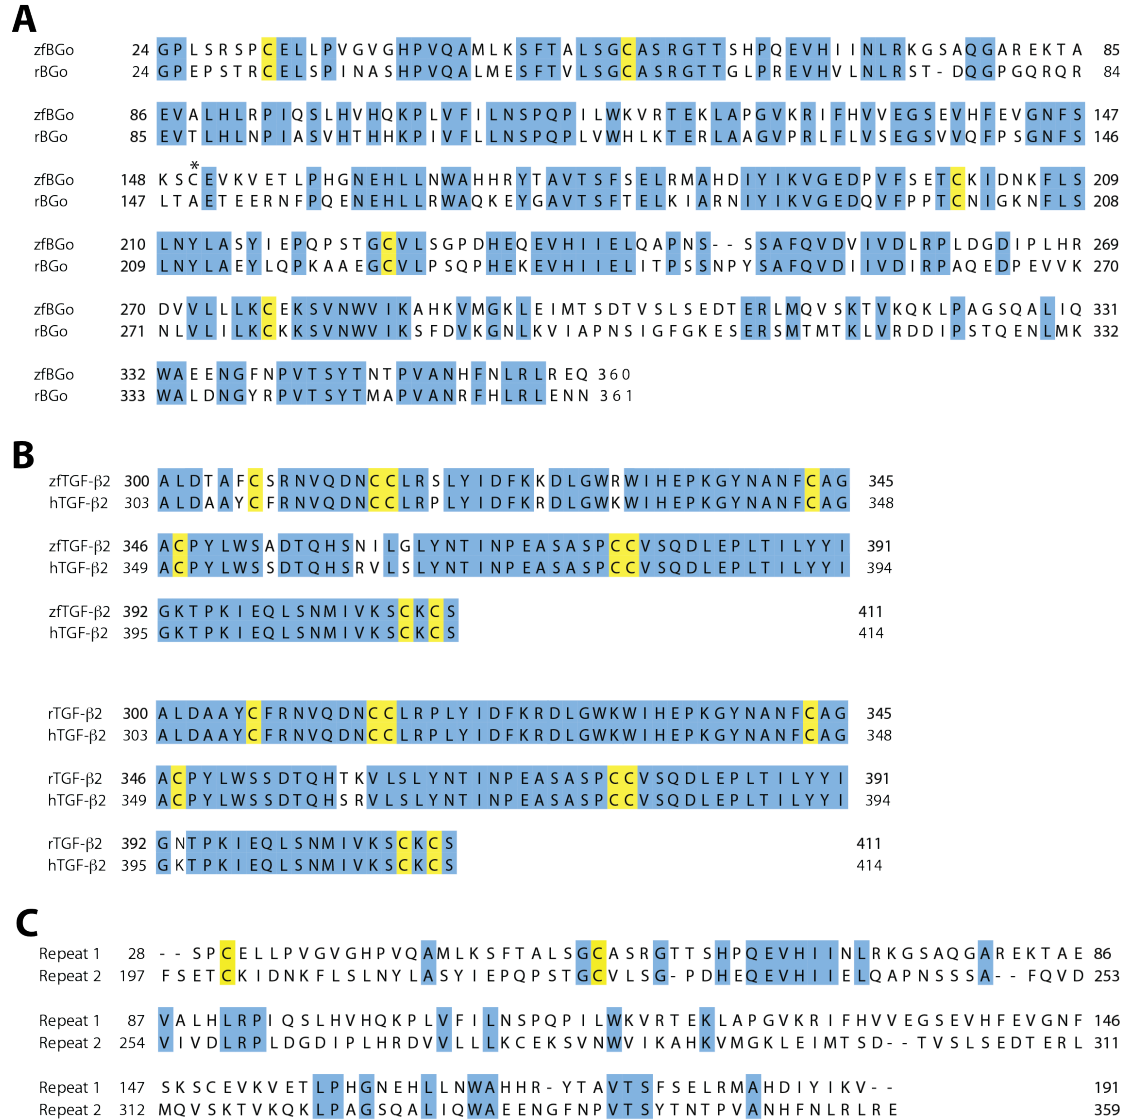 A
zfBGo 24 GPLSRSPCELLPVGVGHPVQAMLKSFTALSGCASRGTTSHPQEVHIINLRKGSAQGAREKTA 85
rBGo 24 GPEPSTRCELSPINASHPVQALMESFTVLSGCASRGTTGLPREVHVLNLRST-DQGPGQRQR 84
zfBGo 86 EVALHLRPIQSLHVHQKPLVFILNSPQPILWKVRTEKLAPGVKRIFHVVEGSEVHFEVGNFS 147
rBGo 85 EVTLHLNPIASVHTHHKPIVFLLNSPQPLVWHLKTERLAAGVPRLFLVSEGSVVQFPSGNFS 146
*
zfBGo 148 KSCEVKVETLPHGNEHLLNWAHHRYTAVTSFSELRMAHDIYIKVGEDPVFSETCKIDNKFLS 209
rBGo 147 LTAETEERNFPQENEHLLRWAQKEYGAVTSFTELKIARNIYIKVGEDQVFPPTCNIGKNFLS 208
zfBGo 210 LNYLASYIEPQPSTGCVLSGPDHEQEVHIIELQAPNS--SSAFQVDVIVDLRPLDGDIPLHR 269
rBGo 209 LNYLAEYLQPKAAEGCVLPSQPHEKEVHIIELITPSSNPYSAFQVDIIVDIRPAQEDPEVVK 270
zfBGo 270 DVVLLLKCEKSVNWVIKAHKVMGKLEIMTSDTVSLSEDTERLMQVSKTVKQKLPAGSQALIQ 331
rBGo 271 NLVLILKCKKSVNWVIKSFDVKGNLKVIAPNSIGFGKESERSMTMTKLVRDDIPSTQENLMK 332
zfBGo 332 WAEENGFNPVTSYTNTPVANHFNLRLREQ 360
rBGo 333 WALDNGYRPVTSYTMAPVANRFHLRLENN 361
B
zfTGF-β2 300 ALDTAFCSRNVQDNCCLRSLYIDFKKDLGWRWIHEPKGYNANFCAG 345
hTGF-β2 303 ALDAAYCFRNVQDNCCLRPLYIDFKRDLGWKWIHEPKGYNANFCAG 348
zfTGF-β2 346 ACPYLWSADTQHSNILGLYNTINPEASASPCCVSQDLEPLTILYYI 391
hTGF-β2 349 ACPYLWSSDTQHSRVLSLYNTINPEASASPCCVSQDLEPLTILYYI 394
zfTGF-β2 392 GKTPKIEQLSNMIVKSCKCS 411
hTGF-β2 395 GKTPKIEQLSNMIVKSCKCS 414
rTGF-β2 300 ALDAAYCFRNVQDNCCLRPLYIDFKRDLGWKWIHEPKGYNANFCAG 345
hTGF-β2 303 ALDAAYCFRNVQDNCCLRPLYIDFKRDLGWKWIHEPKGYNANFCAG 348
rTGF-β2 346 ACPYLWSSDTQHTKVLSLYNTINPEASASPCCVSQDLEPLTILYYI 391
hTGF-β2 349 ACPYLWSSDTQHSRVLSLYNTINPEASASPCCVSQDLEPLTILYYI 394
rTGF-β2 392 GNTPKIEQLSNMIVKSCKCS 411
hTGF-β2 395 GKTPKIEQLSNMIVKSCKCS 414
C
Repeat 1 28 --SPCELLPVGVGHPVQAMLKSFTALSGCASRGTTSHPQEVHIINLRKGSAQGAREKTAE 86
Repeat 2 197 FSETCKIDNKFLSLNYLASYIEPQPSTGCVLSG-PDHEQEVHIIELQAPNSSSA--FQVD 253
Repeat 1 87 VALHLRPIQSLHVHQKPLVFILNSPQPILWKVRTEKLAPGVKRIFHVVEGSEVHFEVGNF 146
Repeat 2 254 VIVDLRPLDGDIPLHRDVVLLLKCEKSVNWVIKAHKVMGKLEIMTSD--TVSLSEDTERL 311
Repeat 1 147 SKSCEVKVETLPHGNEHLLNWAHHR-YTAVTSFSELRMAHDIYIKV-- 191
Repeat 2 312 MQVSKTVKQKLPAGSQALIQWAEENGFNPVTSYTNTPVANHFNLRLRE 359